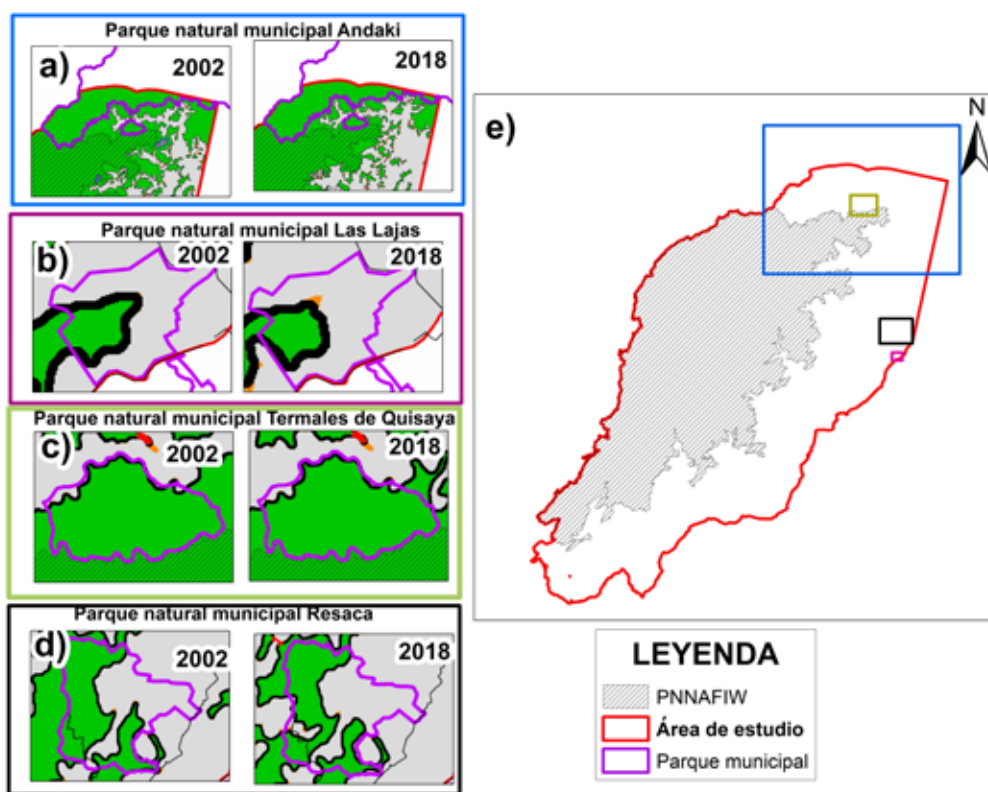 Parque natural municipal Andaki
a)
2002
2018
Parque natural municipal Las Lajas
b)
2002
2018
Parque natural municipal Termales de Quisaya
c)
2002
2018
Parque natural municipal Resaca
d)
2002
2018
e)
N
LEYENDA
PNNAFIW
Área de estudio
Parque municipal